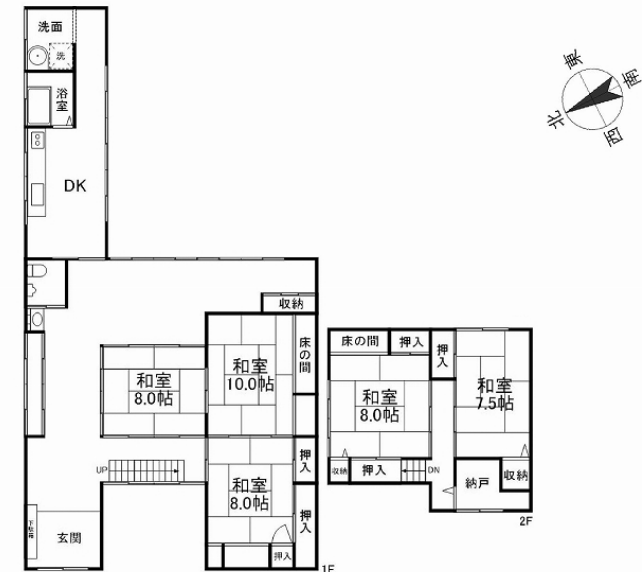 洗面
洗
浴
室
DK
収納
床の間
和室
10.0帖
和室
8.0帖
押入
UP
和室
8.0帖
押入
下駄箱
玄関
押入
1F
床の間
押入
押入
和室
8.0帖
和室
7.5帖
収納
押入
DN
納戸
収納
2F
東
南
北
西